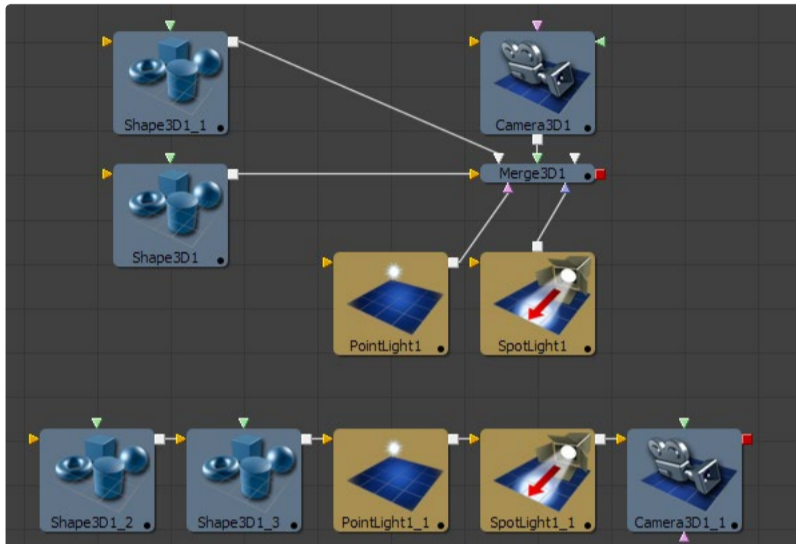 Shape3D1_1
Camera3D1
Merge3D1
Shape3D1
PointLight1
SpotLight1
Shape3D1_2
Shape3D1_3
PointLight1_1
SpotLight1_1
Camera3D1_1